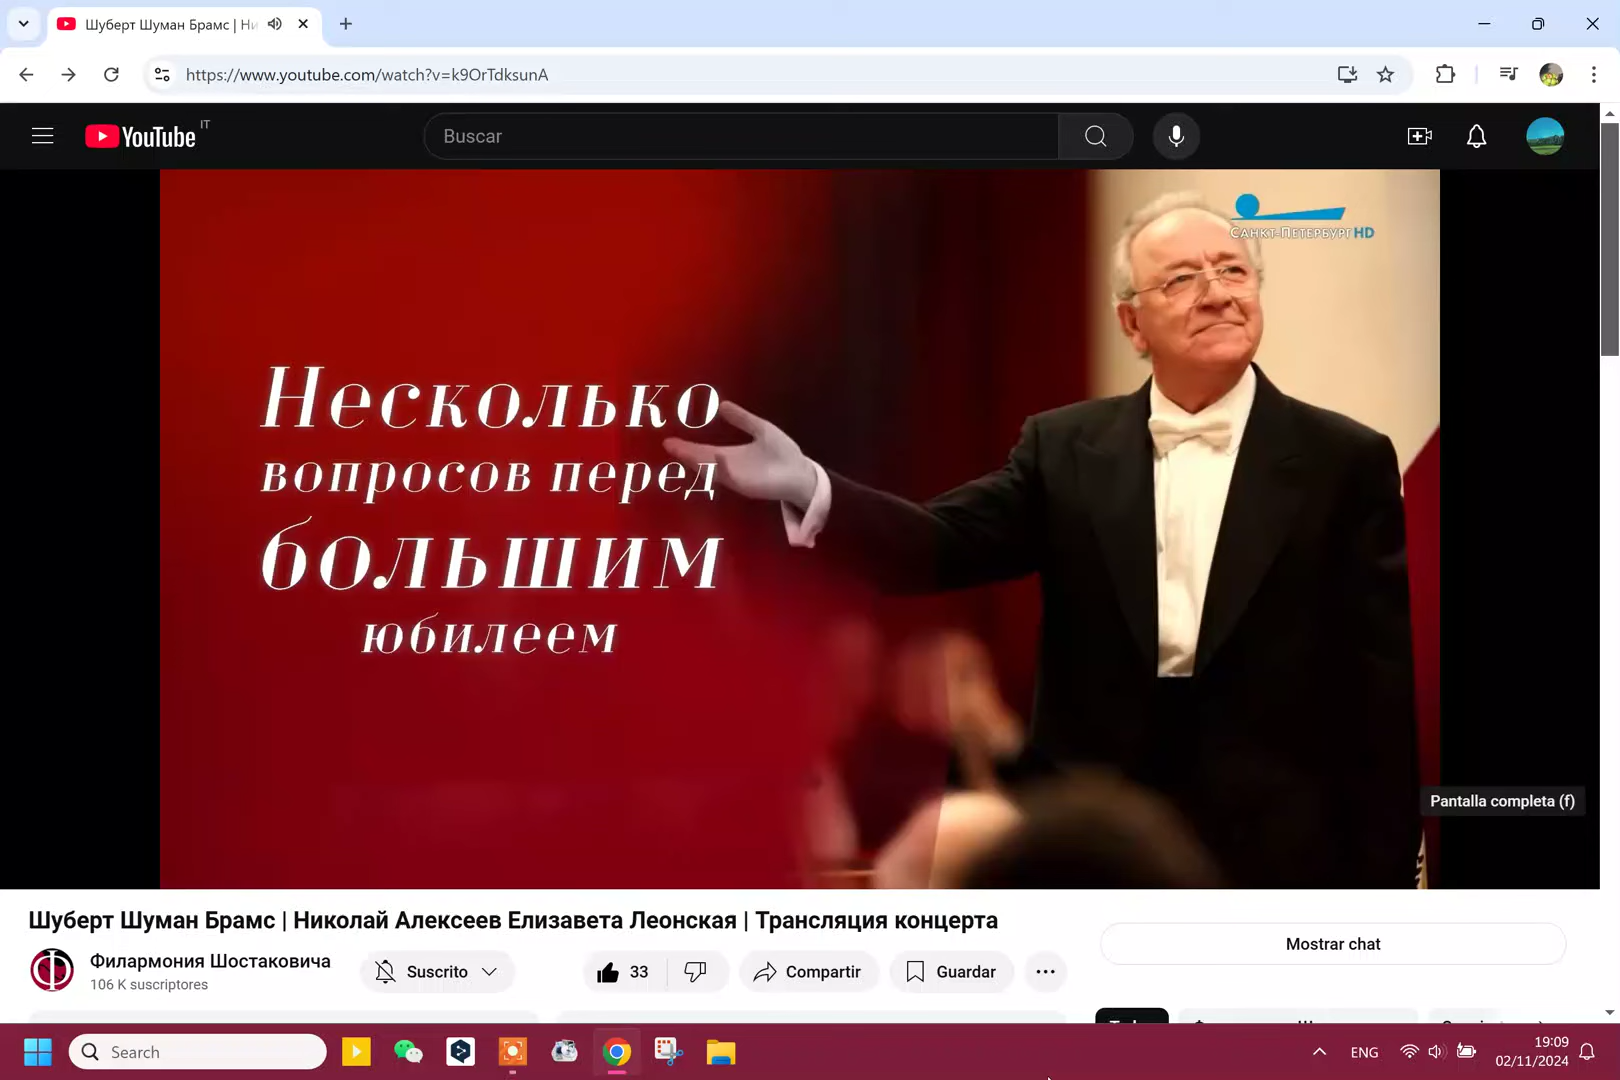 Шуберт Шуман Брамс | Ни
https://www.youtube.com/watch?v=k9OrTdksunA
YouTube IT
Buscar
САНКТ-ПЕТЕРБУРГ HD
Несколько
вопросов перед
большим
юбилеем
Pantalla completa (f)
Шуберт Шуман Брамс | Николай Алексеев Елизавета Леонская | Трансляция концерта
Филармония Шостаковича
106 K suscriptores
Suscrito
33
Compartir
Guardar
Mostrar chat
Search
ENG
19:09
02/11/2024